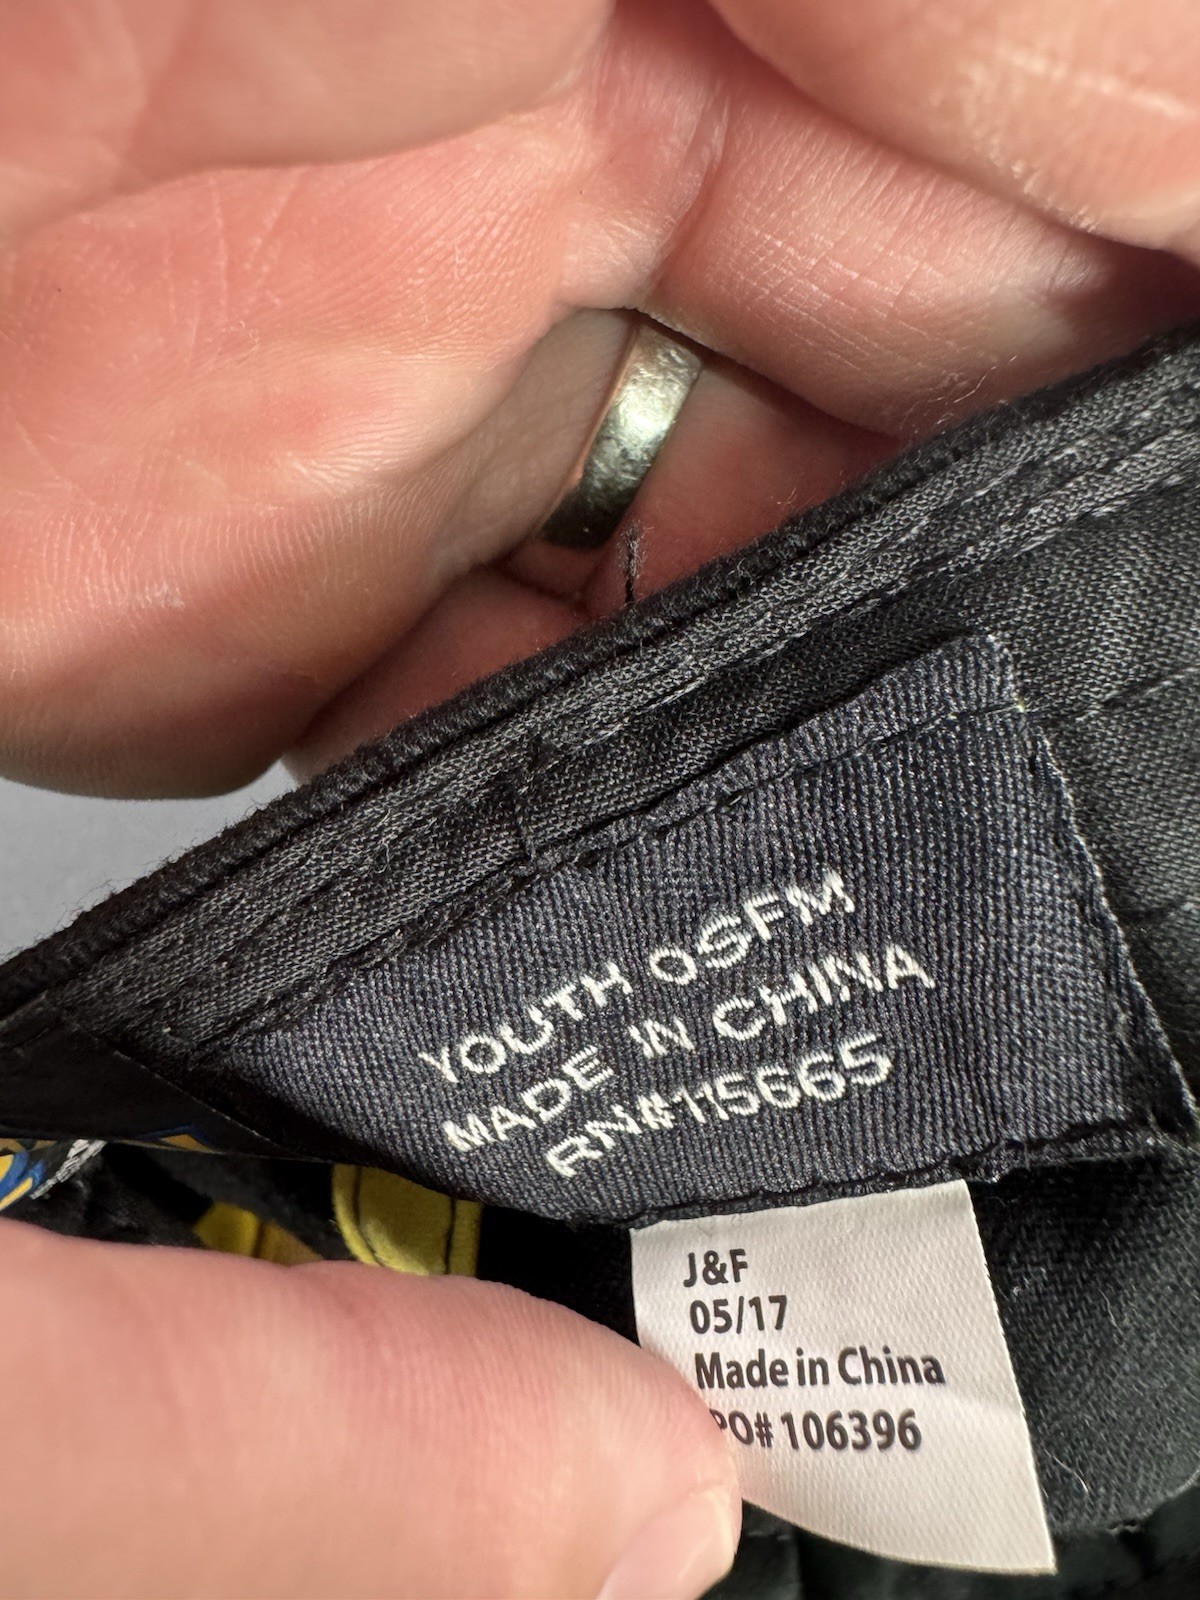 YOUTH OSFM
MADE IN CHINA
RN#115665
J&F
05/17
Made in China
PO# 106396